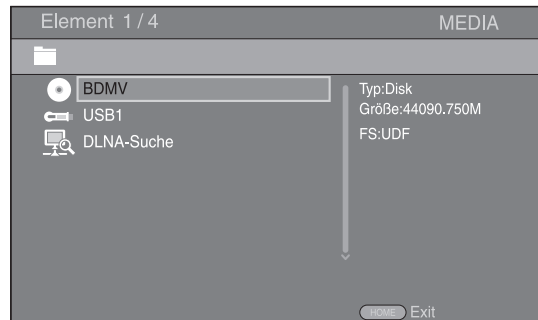 Element 1/4 MEDIA
BDMV
USB1
DLNA-Suche
Typ:Disk
Größe:44090.750M
FS:UDF
HOME Exit